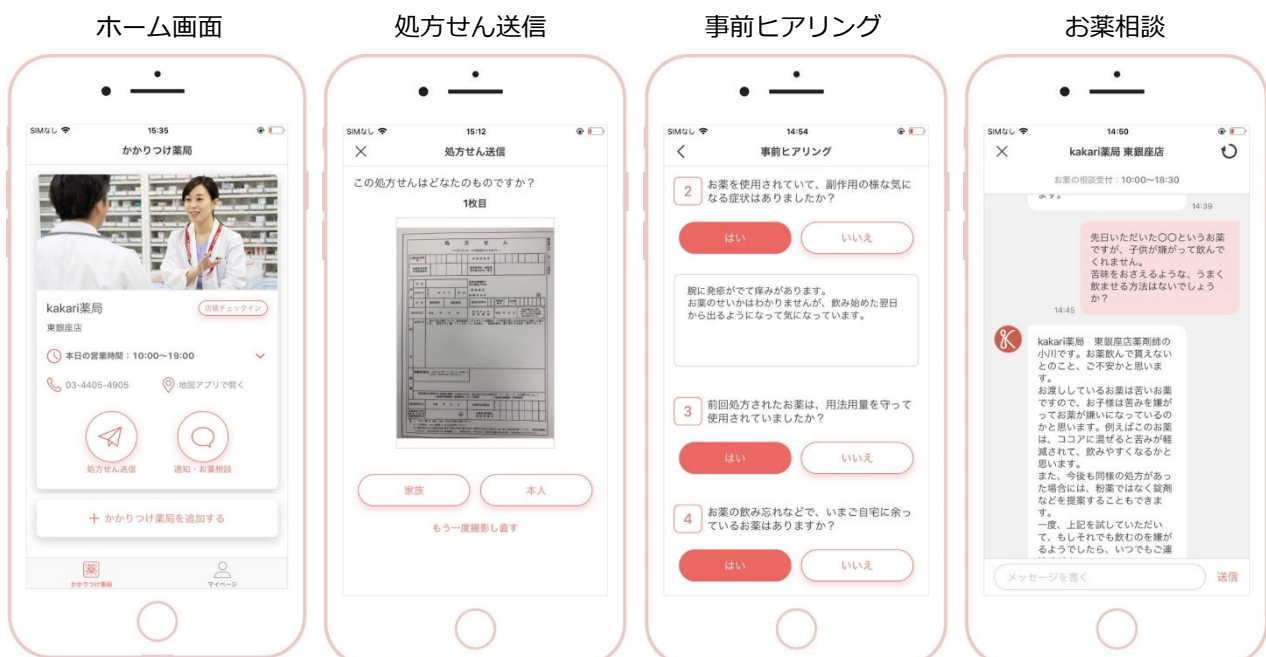 ホーム画面
処方せん送信
事前ヒアリング
お薬相談
SIMなし
15:35
かかりつけ薬局
kakari薬局
店頭チェックイン
東銀座店
本日の営業時間：10:00〜19:00
03-4405-4905
地図アプリで開く
処方せん送信
通知・お薬相談
＋ かかりつけ薬局を追加する
薬
かかりつけ薬局
マイページ
SIMなし
15:12
処方せん送信
この処方せんはどなたのものですか？
1枚目
処方せん
家族
本人
もう一度撮影し直す
SIMなし
14:54
事前ヒアリング
2
お薬を使用されていて、副作用の様な気に
なる症状はありましたか？
はい
いいえ
腕に発疹がでて痒みがあります。
お薬のせいかはわかりませんが、飲み始めた翌日
から出るようになって気になっています。
3
前回処方されたお薬は、用法用量を守って
使用されていましたか？
はい
いいえ
4
お薬の飲み忘れなどで、いまご自宅に余っ
ているお薬はありますか？
はい
いいえ
SIMなし
14:50
kakari薬局 東銀座店
お薬の相談受付：10:00〜18:30
ます。
14:39
先日いただいた〇〇というお薬
ですが、子供が嫌がって飲んで
くれません。
苦味をおさえるような、うまく
飲ませる方法はないでしょう
か？
14:45
kakari薬局　東銀座店薬剤師の
小川です。お薬飲んで貰えない
とのこと、ご不安かと思いま
す。
お渡ししているお薬は苦いお薬
ですので、お子様は苦みを嫌が
ってお薬が嫌いになっているの
かと思います。例えばこのお薬
は、ココアに混ぜると苦みが軽
減されて、飲みやすくなるかと
思います。
また、今後も同様の処方があっ
た場合には、粉薬ではなく錠剤
などを提案することもできま
す。
一度、上記を試していただい
て、もしそれでも飲むのを嫌が
るようでしたら、いつでもご連
メッセージを書く
送信